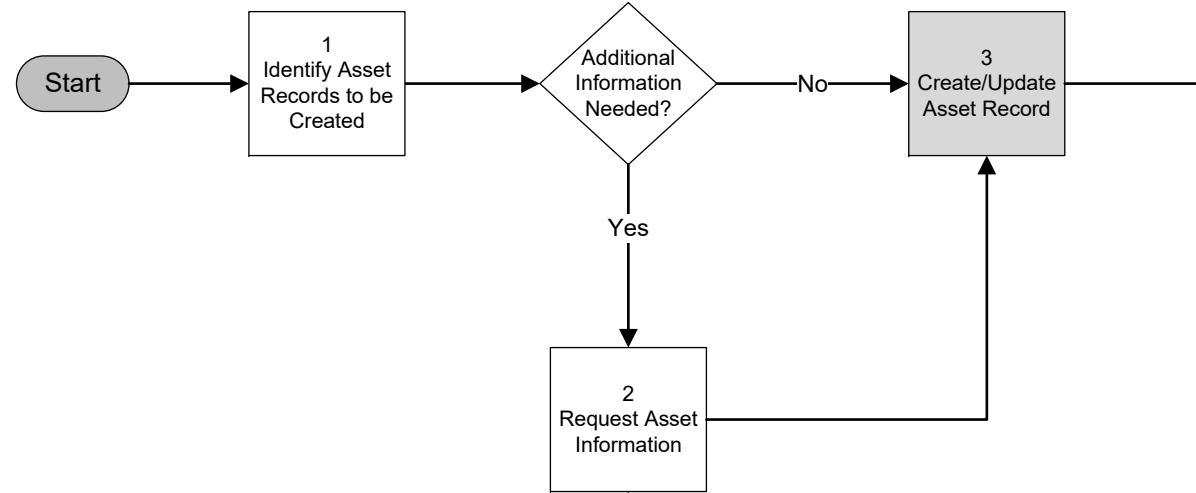 Start
1
Identify Asset
Records to be
Created
Additional
Information
Needed?
No
3
Create/Update
Asset Record
Yes
2
Request Asset
Information